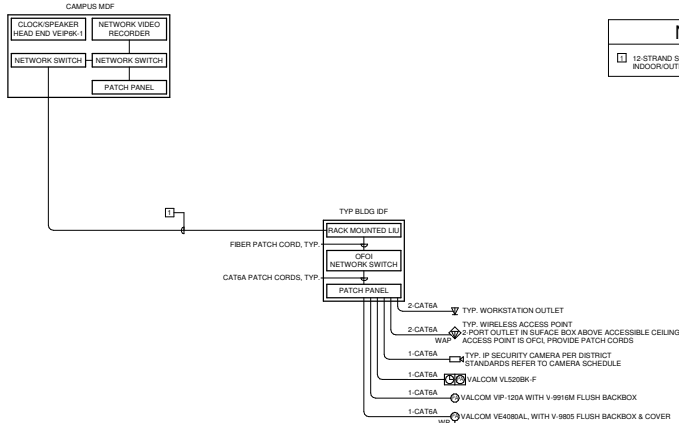 CAMPUS MDF
CLOCK/SPEAKER
HEAD END VEIP6K-1
NETWORK VIDEO
RECORDER
NETWORK SWITCH
NETWORK SWITCH
PATCH PANEL
1 12-STRAND S
INDOOR/OUT
1
TYP BLDG IDF
RACK MOUNTED LIU
FIBER PATCH CORD, TYP.
OFOI
NETWORK SWITCH
CAT6A PATCH CORDS, TYP.
PATCH PANEL
2-CAT6A
TYP. WORKSTATION OUTLET
2-CAT6A
WAP
TYP. WIRELESS ACCESS POINT
2-PORT OUTLET IN SUFACE BOX ABOVE ACCESSIBLE CEILING
ACCESS POINT IS OFCI, PROVIDE PATCH CORDS
1-CAT6A
TYP. IP SECURITY CAMERA PER DISTRICT
STANDARDS REFER TO CAMERA SCHEDULE
1-CAT6A
VALCOM VL520BK-F
1-CAT6A
VALCOM VIP-120A WITH V-9916M FLUSH BACKBOX
1-CAT6A
WP
VALCOM VE4080AL, WITH V-9805 FLUSH BACKBOX & COVER